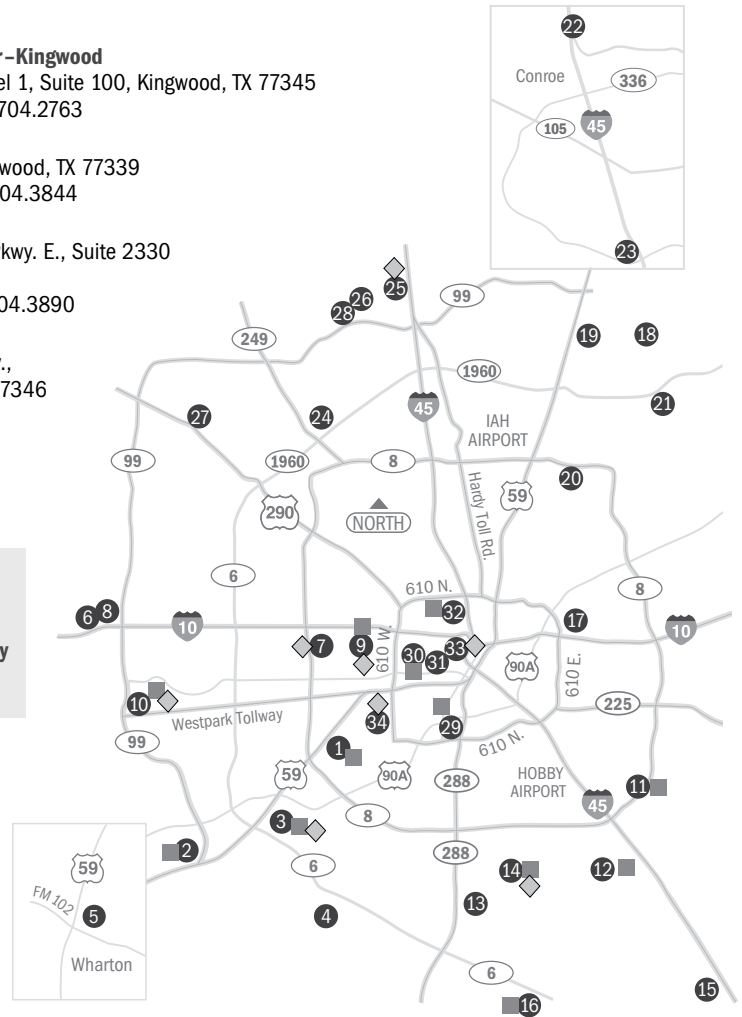 r–Kingwood
el 1, Suite 100, Kingwood, TX 77345
704.2763
wood, TX 77339
04.3844
Pkwy. E., Suite 2330
04.3890
y.,
7346
y
22
Conroe
336
105
45
23
25
26
28
99
249
19
18
1960
45
21
27
24
IAH
AIRPORT
99
1960
8
20
59
290
NORTH
Hardy Toll Rd.
6
8
610 N.
6
8
10
32
17
10
7
9
610 W.
30
31
33
90A
610 E.
10
Westpark Tollway
34
225
99
29
610 N.
1
59
90A
288
HOBBY
AIRPORT
11
45
3
8
2
6
288
14
12
13
4
59
FM 102
5
Wharton
6
15
16